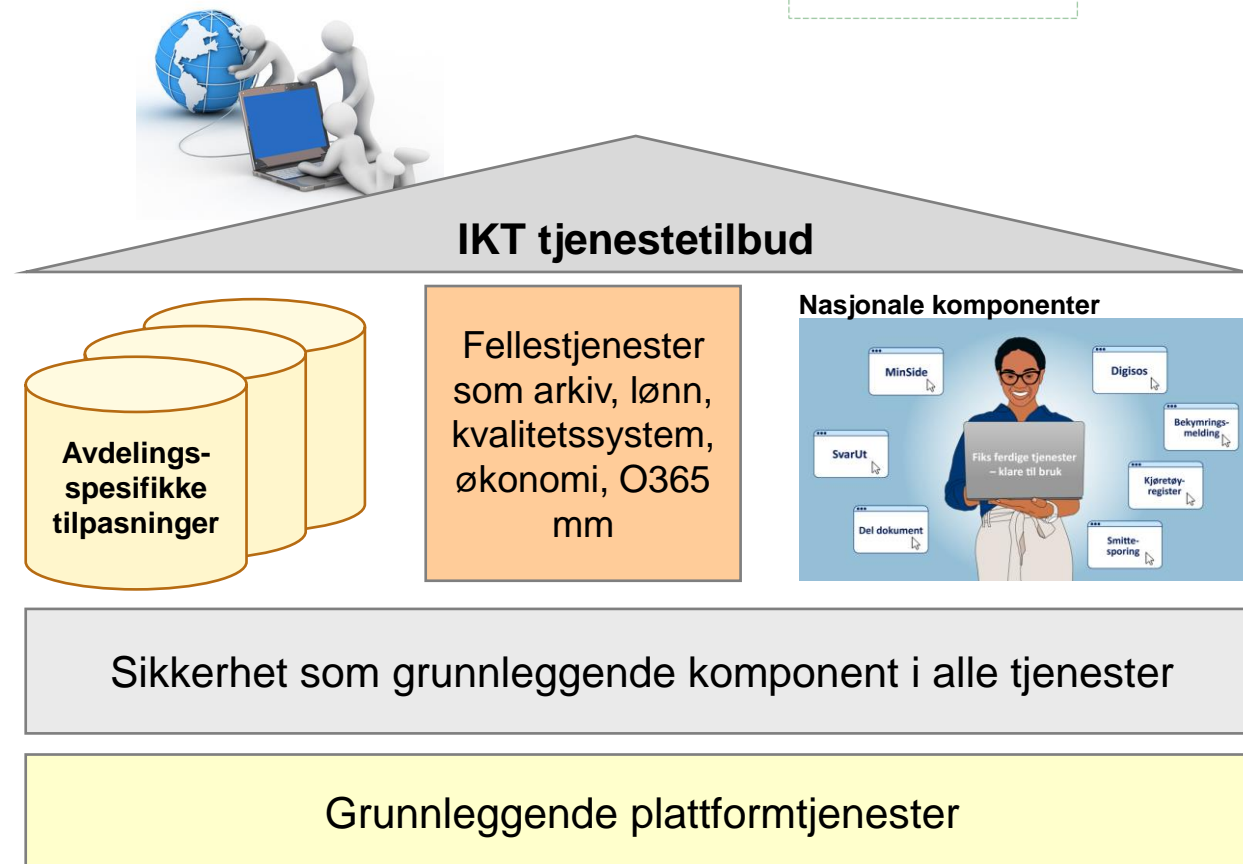 IKT tjenestetilbud
Avdelings-
spesifikke
tilpasninger
Fellestjenester
som arkiv, lønn,
kvalitetssystem,
økonomi, O365
mm
Nasjonale komponenter
MinSide
Digisos
Bekymrings-
melding
SvarUt
Fiks ferdige tjenester
– klare til bruk
Kjøretøy-
register
Del dokument
Smitte-
sporing
Sikkerhet som grunnleggende komponent i alle tjenester
Grunnleggende plattformtjenester